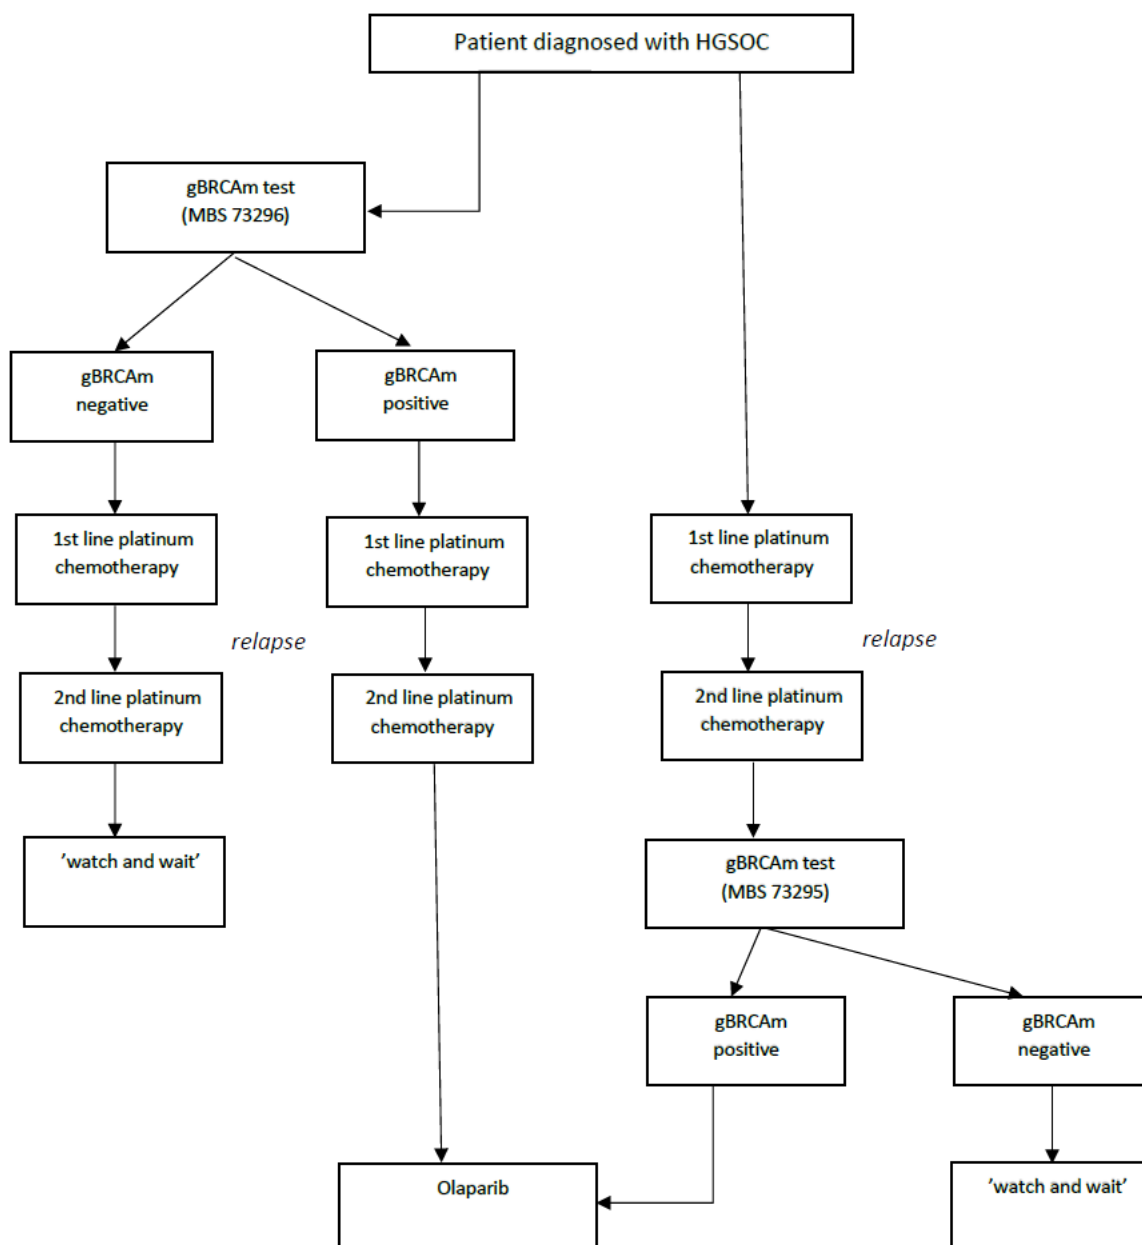 Patient diagnosed with HGSOC
gBRCAm test
(MBS 73296)
gBRCAm
negative
gBRCAm
positive
1st line platinum
chemotherapy
1st line platinum
chemotherapy
1st line platinum
chemotherapy
relapse
relapse
2nd line platinum
chemotherapy
2nd line platinum
chemotherapy
2nd line platinum
chemotherapy
'watch and wait'
gBRCAm test
(MBS 73295)
gBRCAm
positive
gBRCAm
negative
Olaparib
'watch and wait'